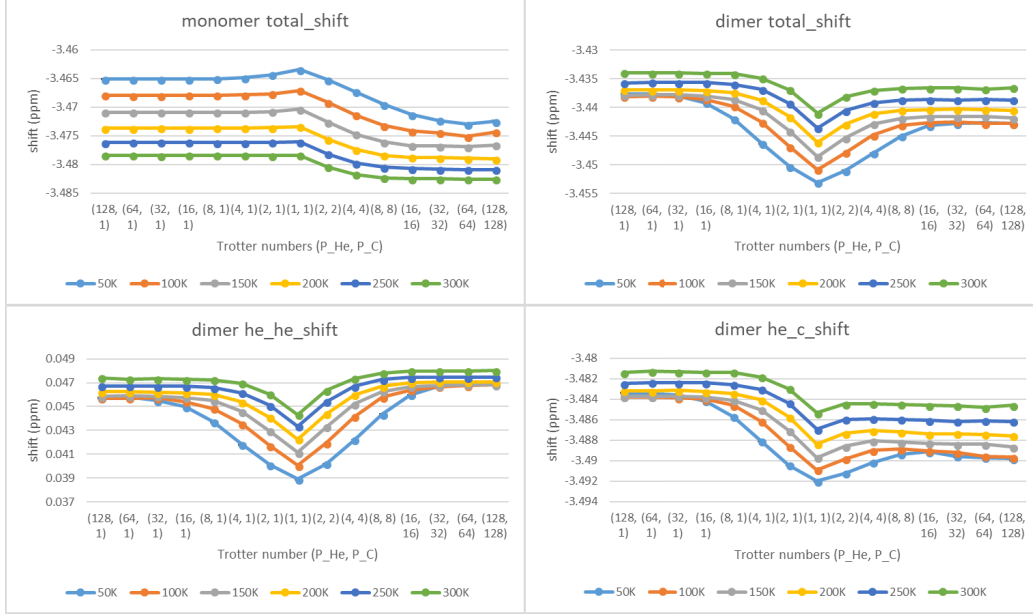 monomer total_shift
-3.46
-3.465
-3.47
-3.475
-3.48
-3.485
shift (ppm)
(128, (64, (32, (16, (8, 1) (4, 1) (2, 1) (1, 1) (2, 2) (4, 4) (8, 8) (16, (32, (64, (128,
1) 1) 1) 1) 16) 32) 64) 128)
Trotter numbers (P_He, P_C)
50K 100K 150K 200K 250K 300K
dimer total_shift
-3.43
-3.435
-3.44
-3.445
-3.45
-3.455
shift (ppm)
(128, (64, (32, (16, (8, 1) (4, 1) (2, 1) (1, 1) (2, 2) (4, 4) (8, 8) (16, (32, (64, (128,
1) 1) 1) 1) 16) 32) 64) 128)
Trotter numbers (P_He, P_C)
50K 100K 150K 200K 250K 300K
dimer he_he_shift
0.049
0.047
0.045
0.043
0.041
0.039
0.037
shift (ppm)
(128, (64, (32, (16, (8, 1) (4, 1) (2, 1) (1, 1) (2, 2) (4, 4) (8, 8) (16, (32, (64, (128,
1) 1) 1) 1) 16) 32) 64) 128)
Trotter number (P_He, P_C)
50K 100K 150K 200K 250K 300K
dimer he_c_shift
-3.48
-3.482
-3.484
-3.486
-3.488
-3.49
-3.492
-3.494
shift (ppm)
(128, (64, (32, (16, (8, 1) (4, 1) (2, 1) (1, 1) (2, 2) (4, 4) (8, 8) (16, (32, (64, (128,
1) 1) 1) 1) 16) 32) 64) 128)
Trotter numbers (P_He, P_C)
50K 100K 150K 200K 250K 300K